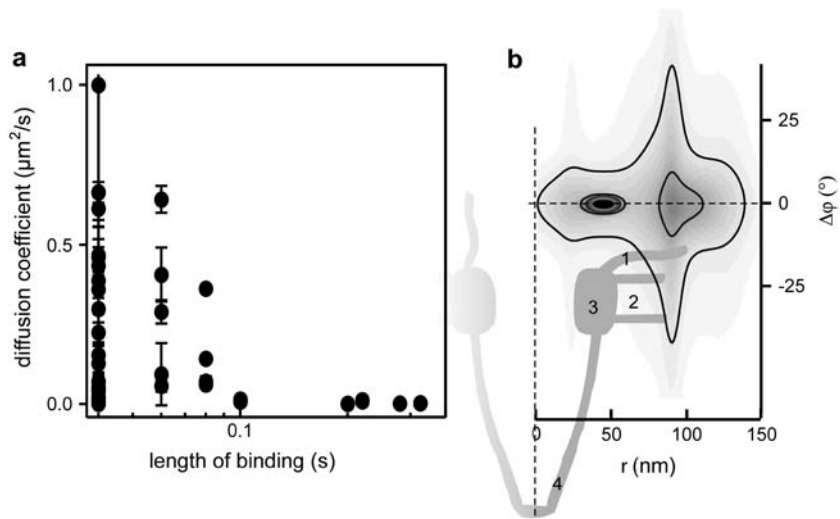 a
b
1.0
0.5
0.0
diffusion coefficient (µm²/s)
0.1
length of binding (s)
25
0
-25
Δφ (°)
1
2
3
4
0
50
100
150
r (nm)